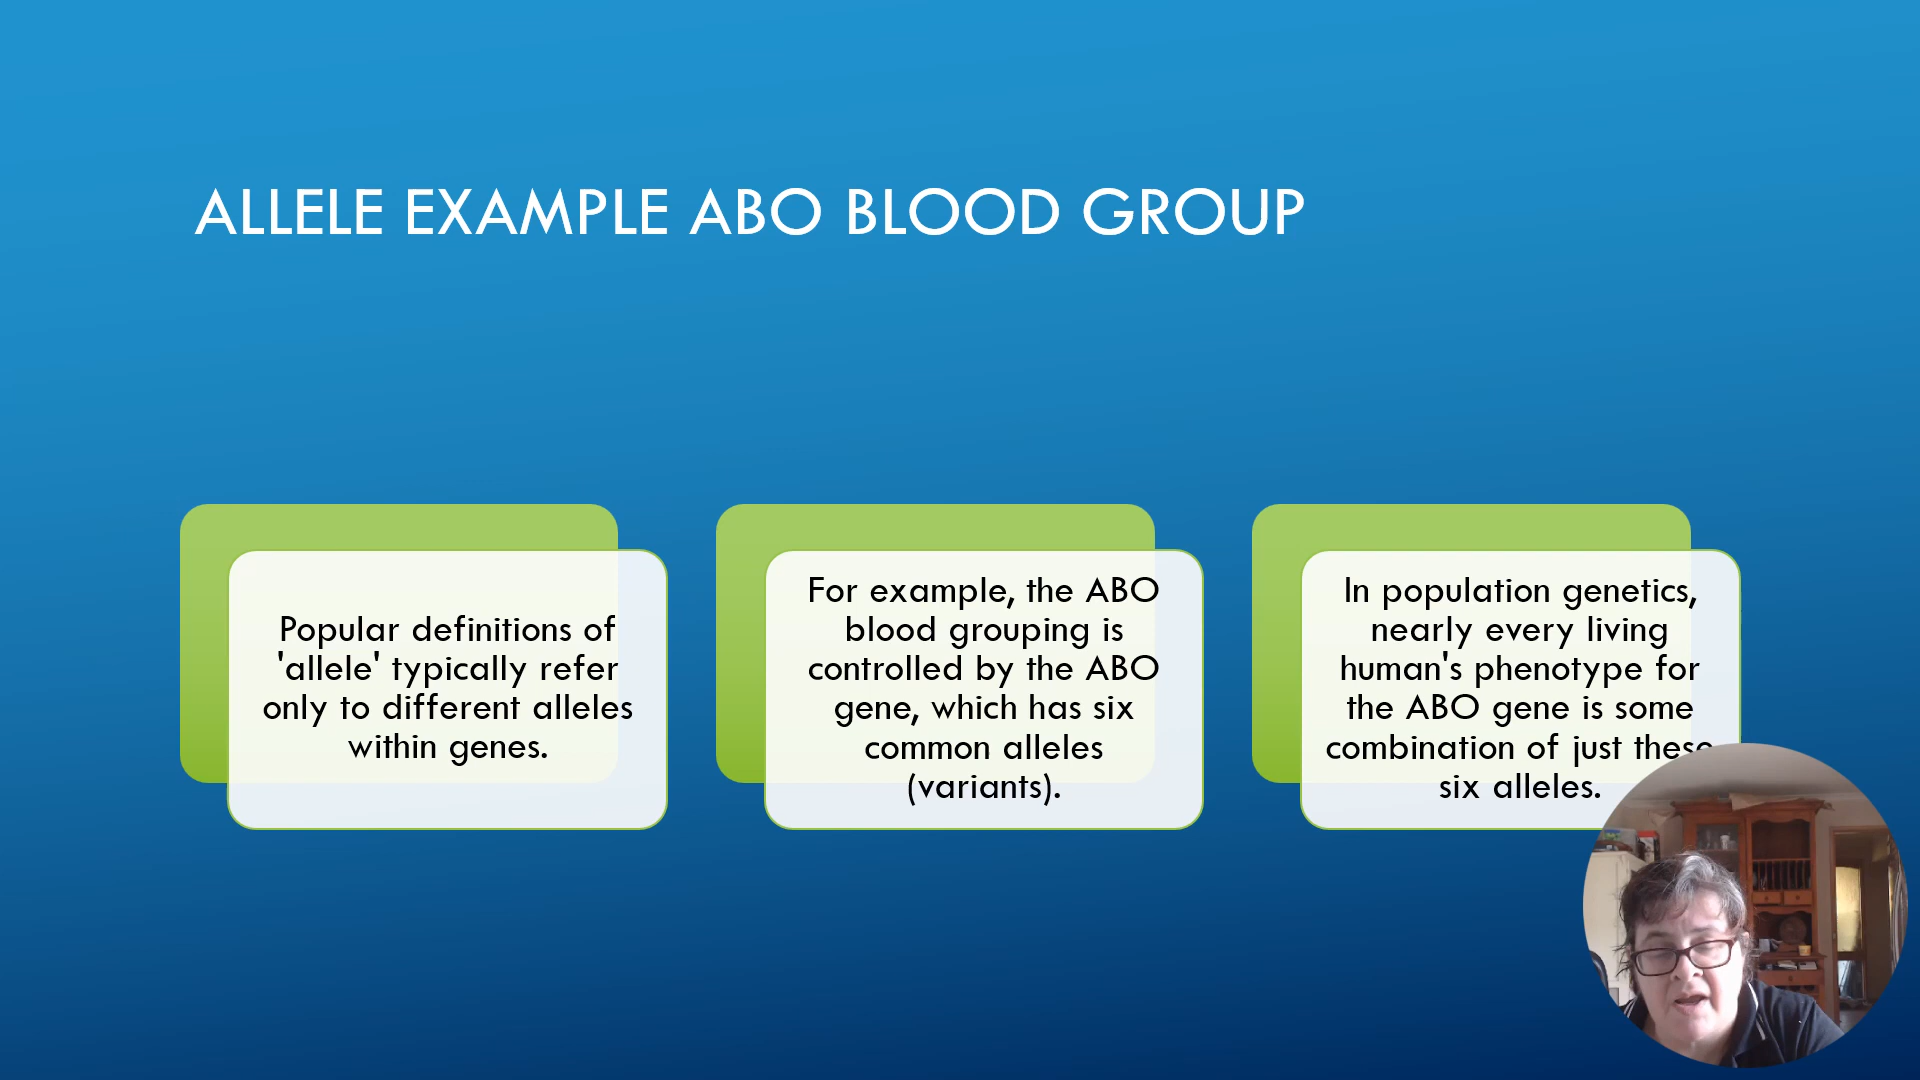 ALLELE EXAMPLE ABO BLOOD GROUP
Popular definitions of
'allele' typically refer
only to different alleles
within genes.
For example, the ABO
blood grouping is
controlled by the ABO
gene, which has six
common alleles
(variants).
In population genetics,
nearly every living
human's phenotype for
the ABO gene is some
combination of just these
six alleles.